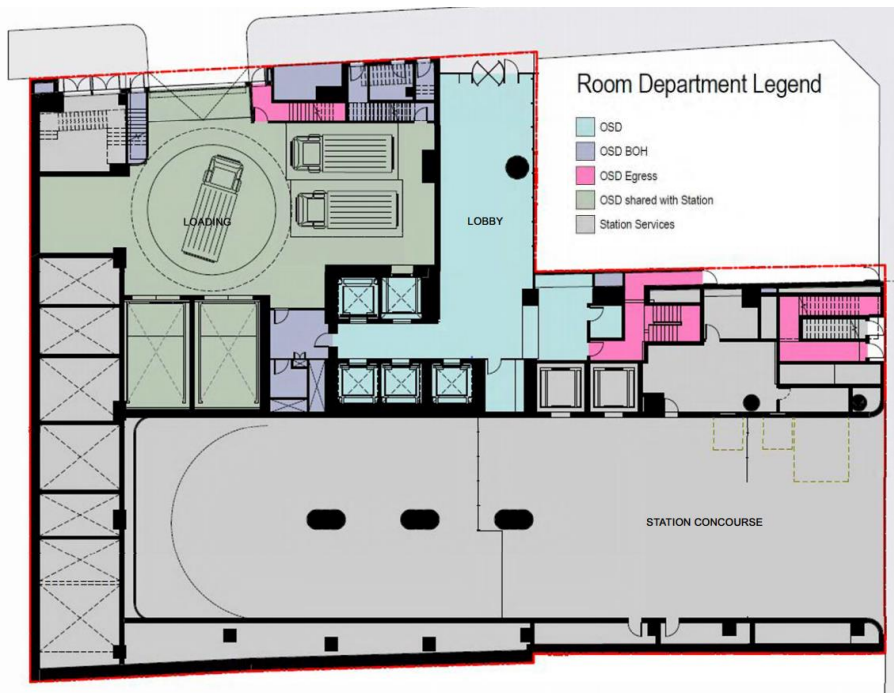 Room Department Legend
OSD
OSD BOH
OSD Egress
OSD shared with Station
Station Services
LOADING
LOBBY
STATION CONCOURSE